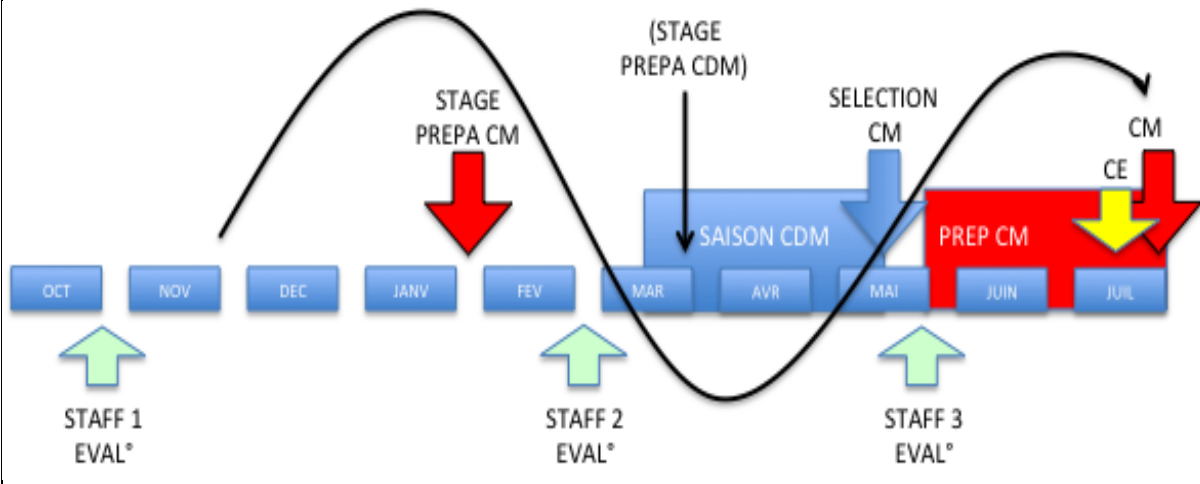 (STAGE
PREPA CDM)
STAGE
PREPA CM
SELECTION
CM
CM
CE
SAISON CDM
PREP CM
OCT
NOV
DEC
JANV
FEV
MAR
AVR
MAI
JUIN
JUIL
STAFF 1
EVAL°
STAFF 2
EVAL°
STAFF 3
EVAL°